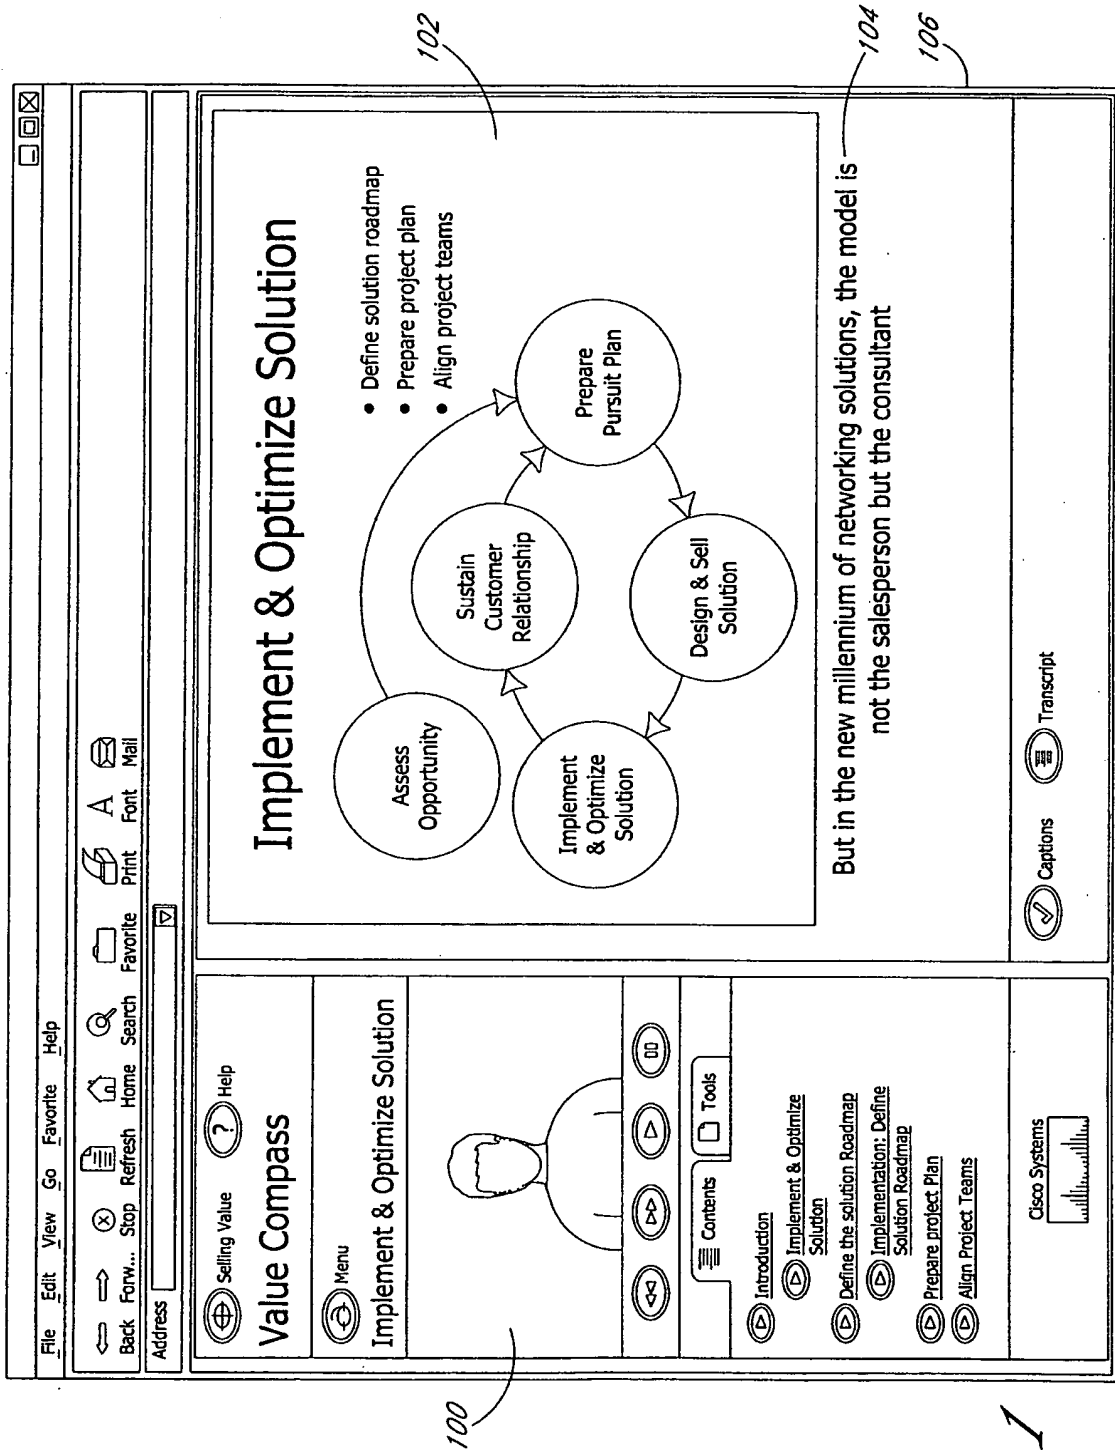 File Edit View Go Favorite Help
Back Forw... Stop Refresh Home Search Favorite Print Font Mail
Address
Selling Value ? Help
Value Compass
Menu
Implement & Optimize Solution
Contents Tools
Introduction
Implement & Optimize
Solution
Define the solution Roadmap
Implementation: Define
Solution Roadmap
Prepare project Plan
Align Project Teams
Cisco Systems
Implement & Optimize Solution
• Define solution roadmap
• Prepare project plan
• Align project teams
Assess
Opportunity
Sustain
Customer
Relationship
Prepare
Pursuit Plan
Implement
& Optimize
Solution
Design & Sell
Solution
But in the new millennium of networking solutions, the model is
not the salesperson but the consultant
Captions Transcript
100
102
104
106
1